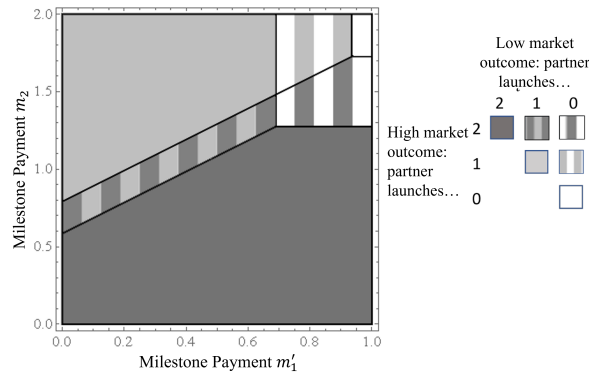 2.0
1.5
1.0
0.5
0.0
Milestone Payment m₂
0.0 0.2 0.4 0.6 0.8 1.0
Milestone Payment m₁′
Low market
outcome: partner
launches…
2 1 0
High market 2
outcome: 1
partner
launches… 0